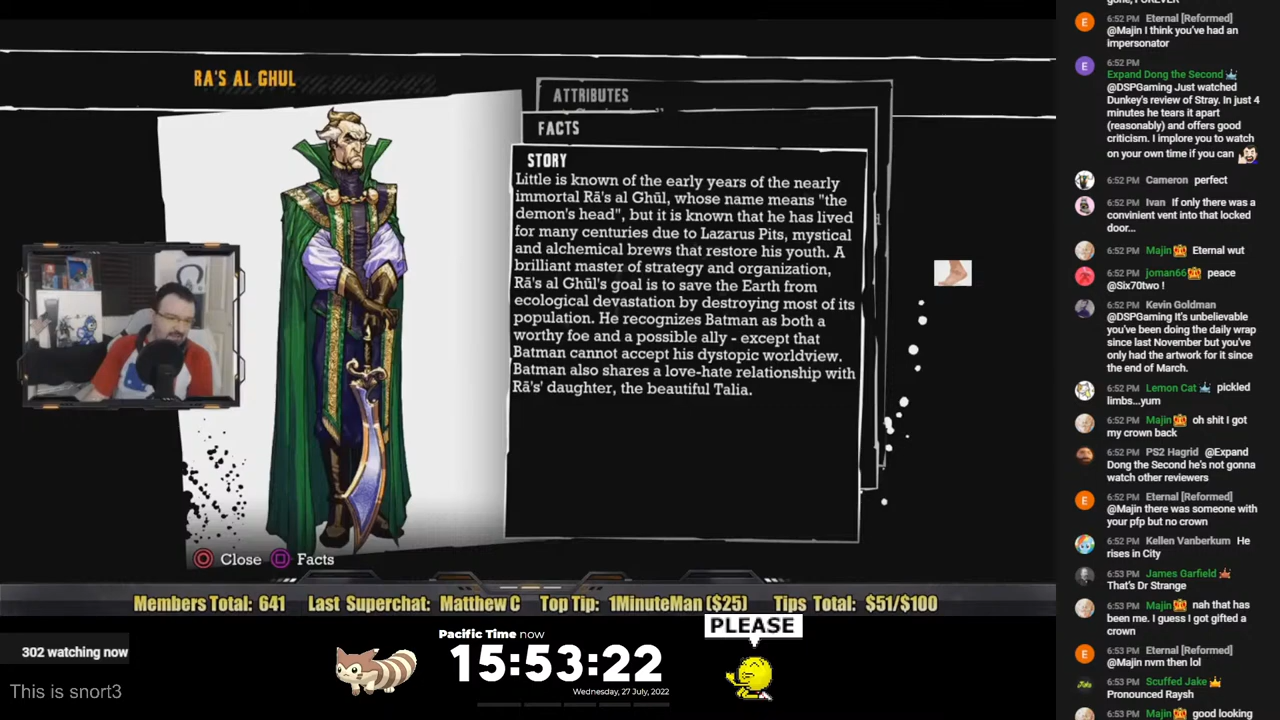 RA'S AL GHUL
ATTRIBUTES
FACTS
STORY
Little is known of the early years of the nearly
immortal Rā's al Ghūl, whose name means "the
demon's head", but it is known that he has lived
for many centuries due to Lazarus Pits, mystical
and alchemical brews that restore his youth. A
brilliant master of strategy and organization,
Rā's al Ghūl's goal is to save the Earth from
ecological devastation by destroying most of its
population. He recognizes Batman as both a
worthy foe and a possible ally - except that
Batman cannot accept his dystopic worldview.
Batman also shares a love-hate relationship with
Rā's' daughter, the beautiful Talia.
Close Facts
Members Total: 641 Last Superchat: Matthew C Top Tip: 1MinuteMan ($25) Tips Total: $51/$100
302 watching now
This is snort3
Pacific Time now
15:53:22
Wednesday, 27 July, 2022
PLEASE
gone, FOREVER
6:52 PM Eternal [Reformed]
@Majin I think you've had an
impersonator
6:52 PM
Expand Dong the Second
@DSPGaming Just watched
Dunkey's review of Stray. In just 4
minutes he tears it apart
(reasonably) and offers good
criticism. I implore you to watch
on your own time if you can
6:52 PM Cameron perfect
6:52 PM Ivan If only there was a
convinient vent into that locked
door...
6:52 PM Majin Eternal wut
6:52 PM joman66 peace
@Six70two !
6:52 PM Kevin Goldman
@DSPGaming It's unbelievable
you've been doing the daily wrap
since last November but you've
only had the artwork for it since
the end of March.
6:52 PM Lemon Cat pickled
limbs...yum
6:52 PM Majin oh shit I got
my crown back
6:52 PM PS2 Hagrid @Expand
Dong the Second he's not gonna
watch other reviewers
6:52 PM Eternal [Reformed]
@Majin there was someone with
your pfp but no crown
6:52 PM Kellen Vanberkum He
rises in City
6:53 PM James Garfield
That's Dr Strange
6:53 PM Majin nah that has
been me. I guess I got gifted a
crown
6:53 PM Eternal [Reformed]
@Majin nvm then lol
6:53 PM Scuffed Jake
Pronounced Raysh
6:53 PM Majin good looking